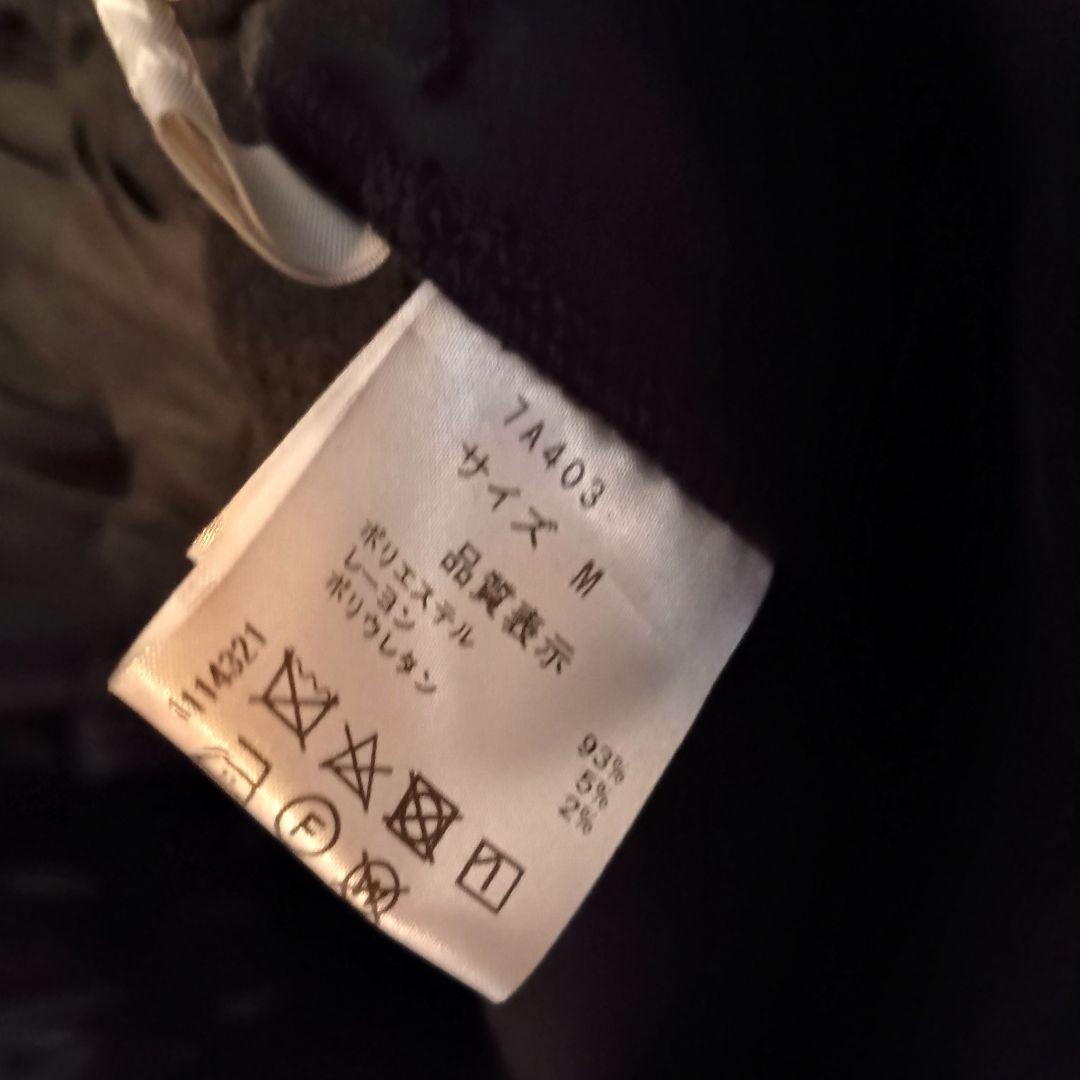 7A403
サイズ M
品質表示
ポリエステル 93%
レーヨン 5%
ポリウレタン 2%
1114321
F
W